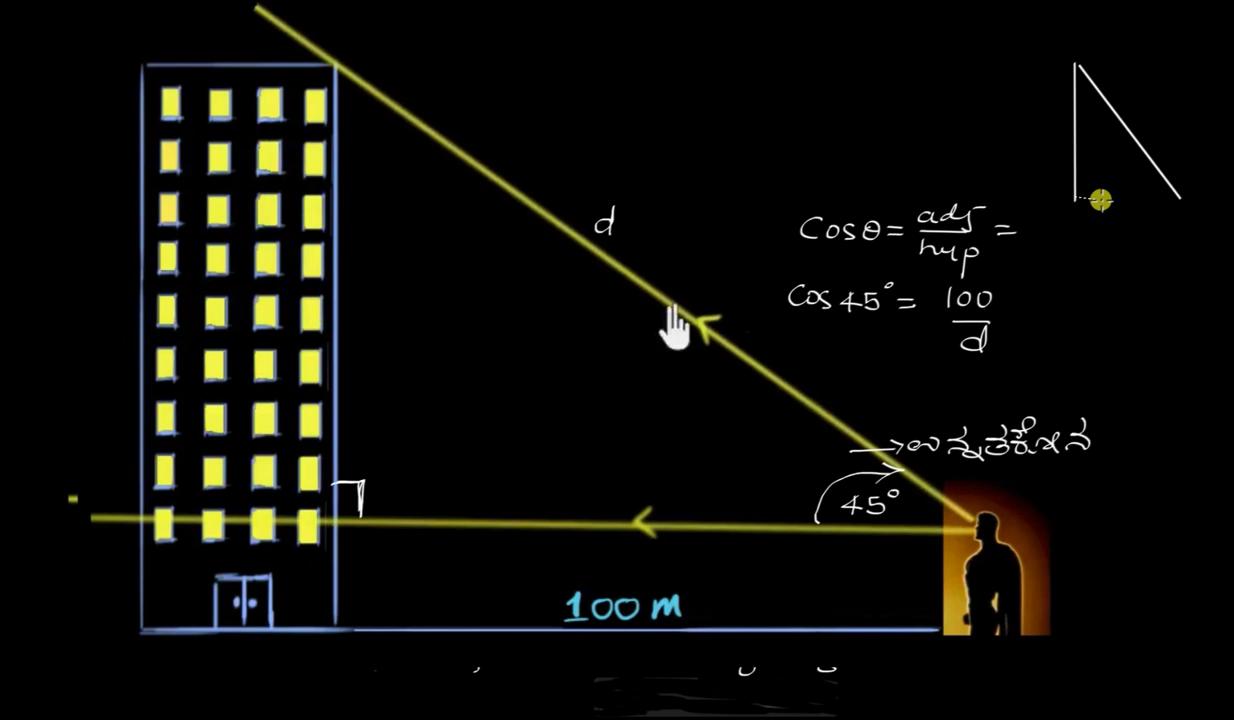 d
Cosθ = adj/hyp =
Cos 45° = 100/d
ಉನ್ನತಕೋನ
45°
100 m